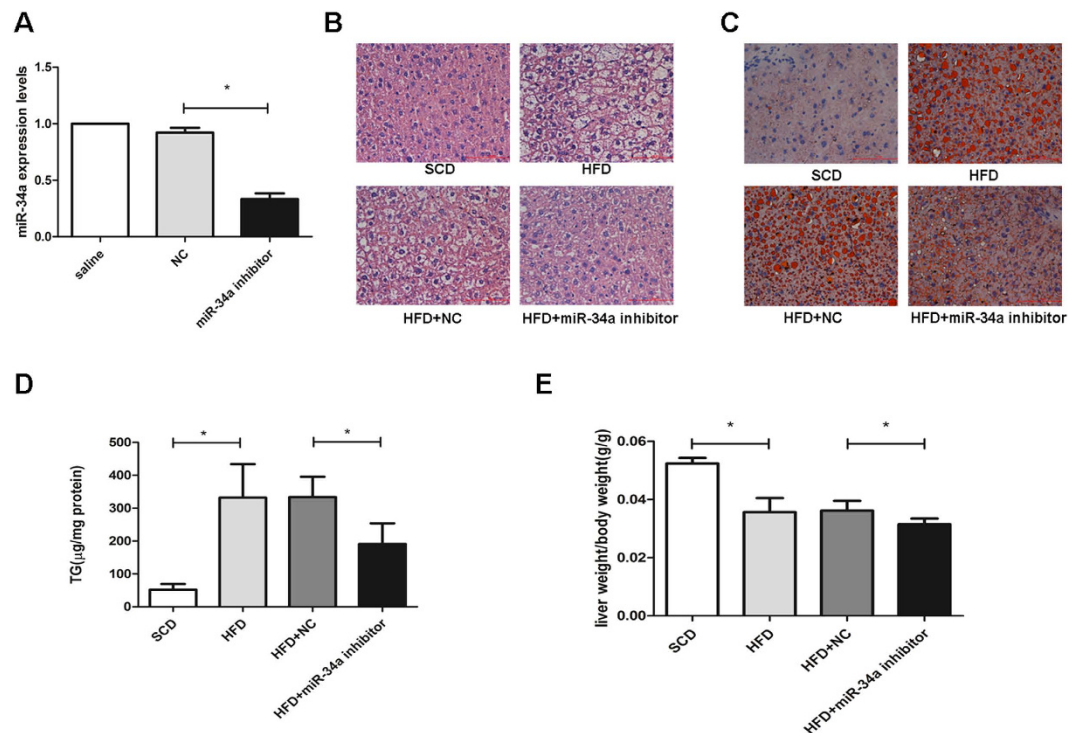 A
miR-34a expression levels
1.5
1.0
0.5
0.0
*
saline
NC
miR-34a inhibitor
B
SCD
HFD
HFD+NC
HFD+miR-34a inhibitor
C
SCD
HFD
HFD+NC
HFD+miR-34a inhibitor
D
TG(μg/mg protein)
500
400
300
200
100
0
*
*
SCD
HFD
HFD+NC
HFD+miR-34a inhibitor
E
liver weight/body weight(g/g)
0.06
0.04
0.02
0.00
*
*
SCD
HFD
HFD+NC
HFD+miR-34a inhibitor